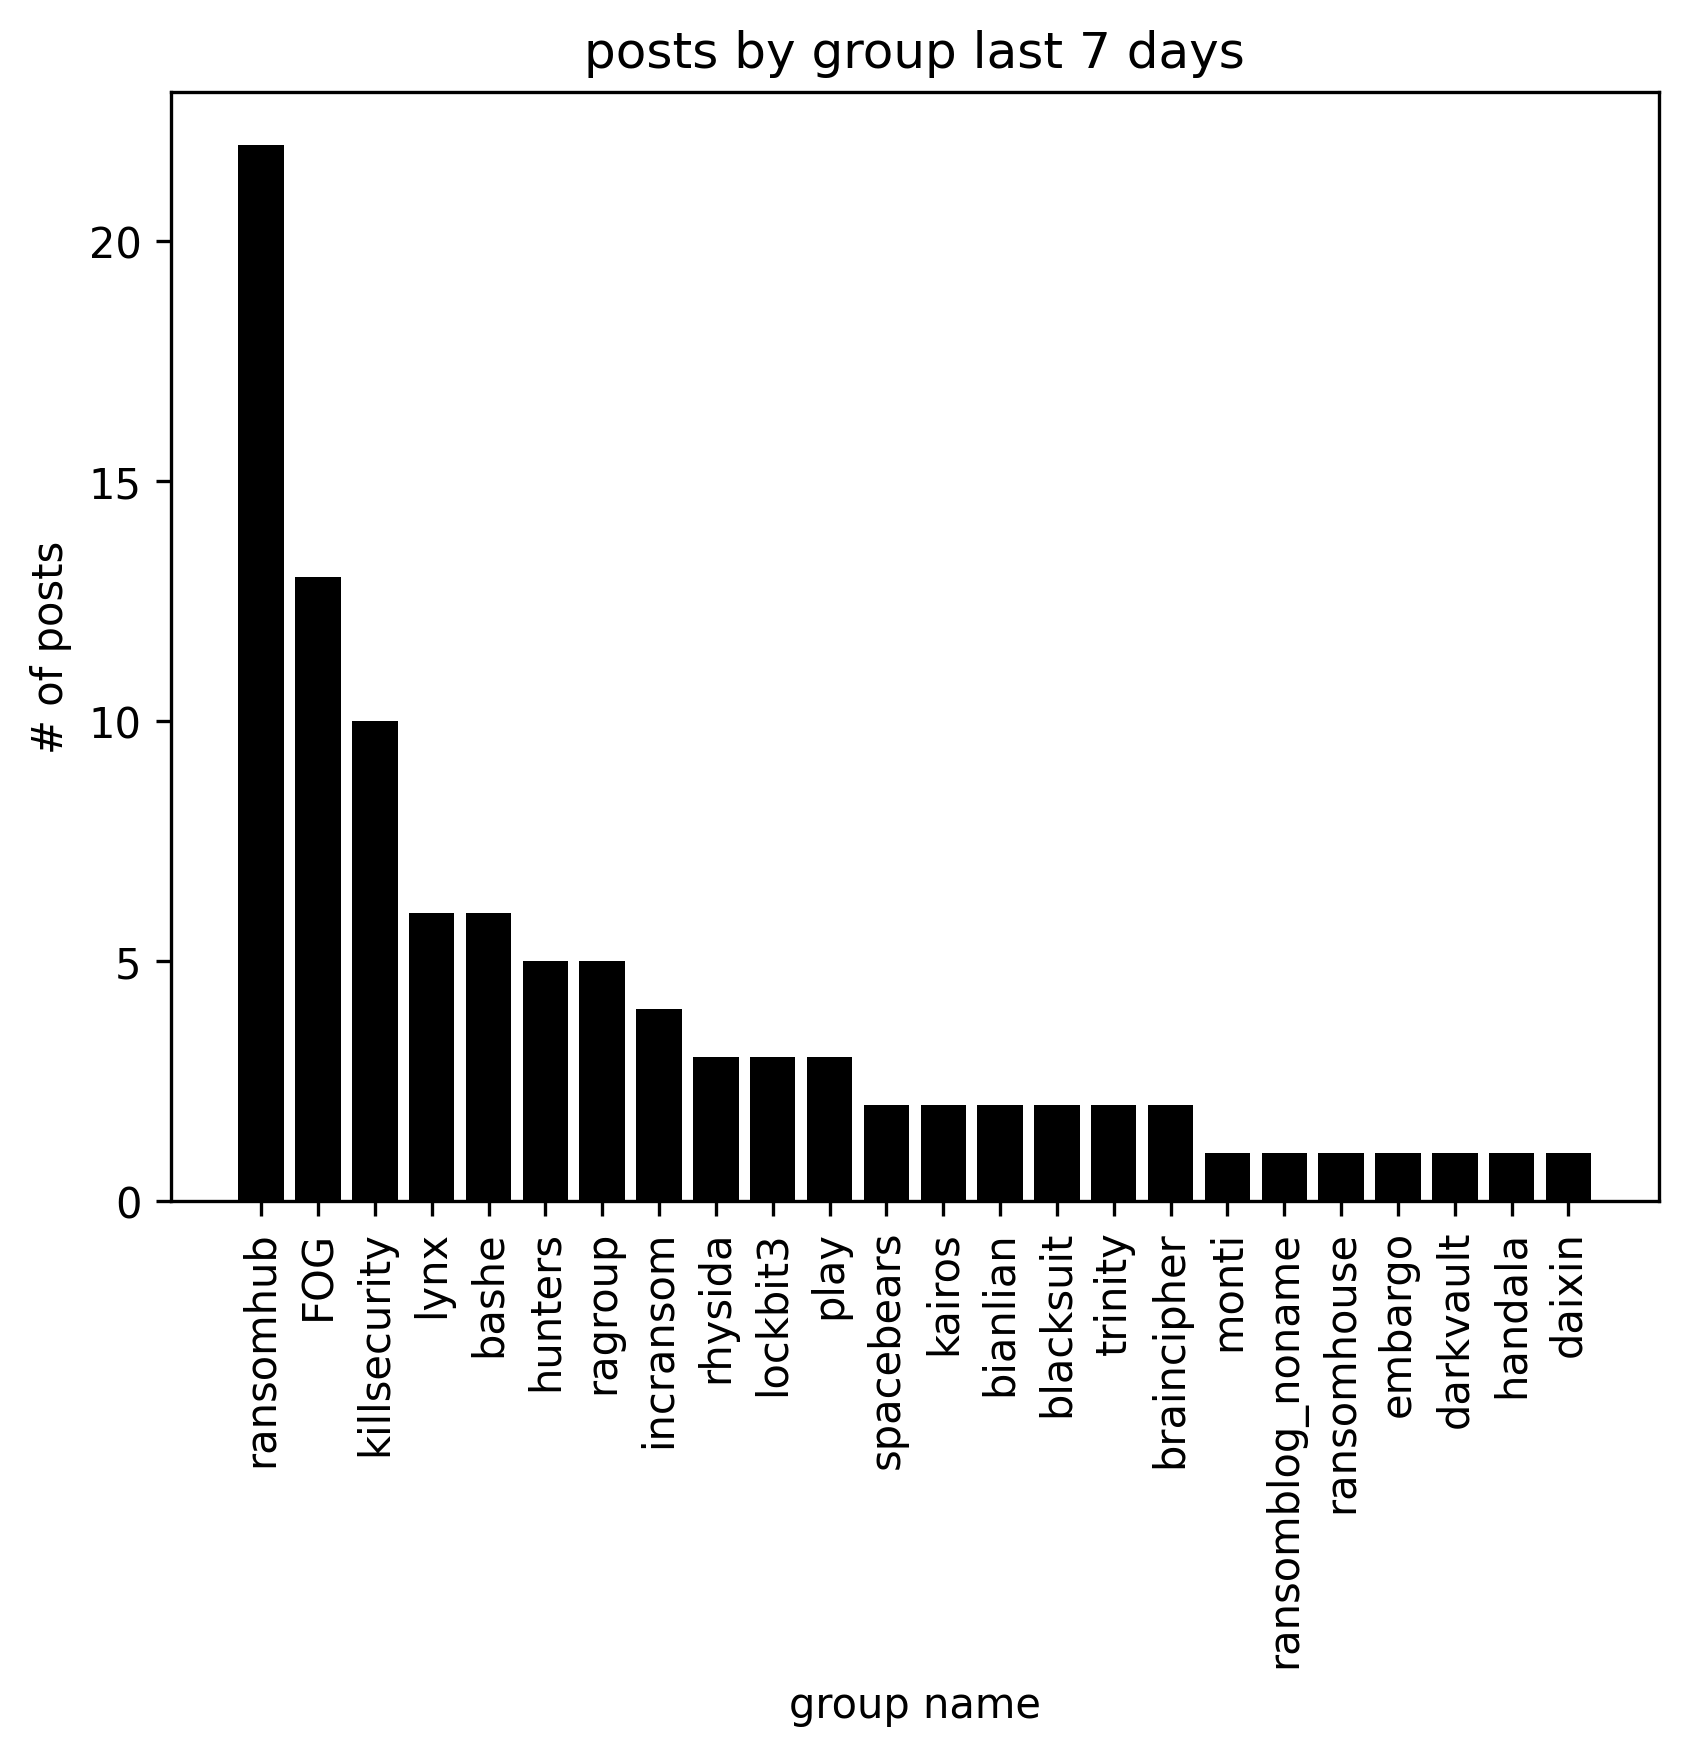 posts by group last 7 days
# of posts
20
15
10
5
0
ransomhub
FOG
killsecurity
lynx
bashe
hunters
ragroup
incransom
rhysida
lockbit3
play
spacebears
kairos
bianlian
blacksuit
trinity
braincipher
monti
ransomblog_noname
ransomhouse
embargo
darkvault
handala
daixin
group name